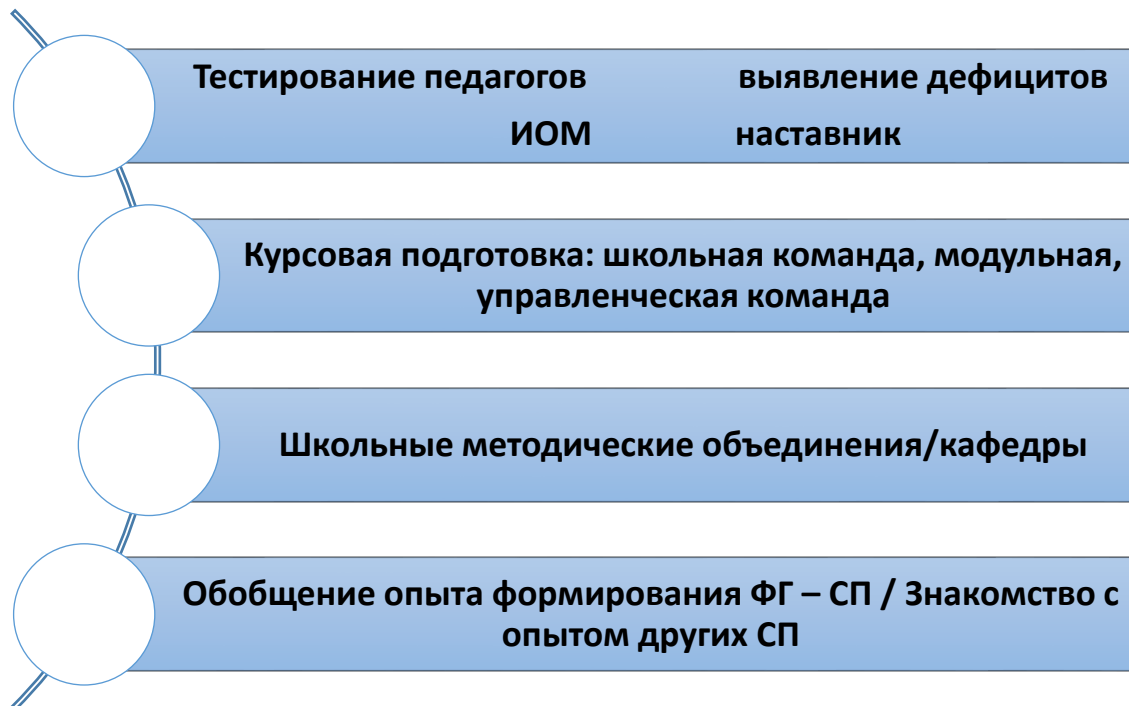 Тестирование педагогов выявление дефицитов
ИОМ наставник
Курсовая подготовка: школьная команда, модульная,
управленческая команда
Школьные методические объединения/кафедры
Обобщение опыта формирования ФГ – СП / Знакомство с
опытом других СП